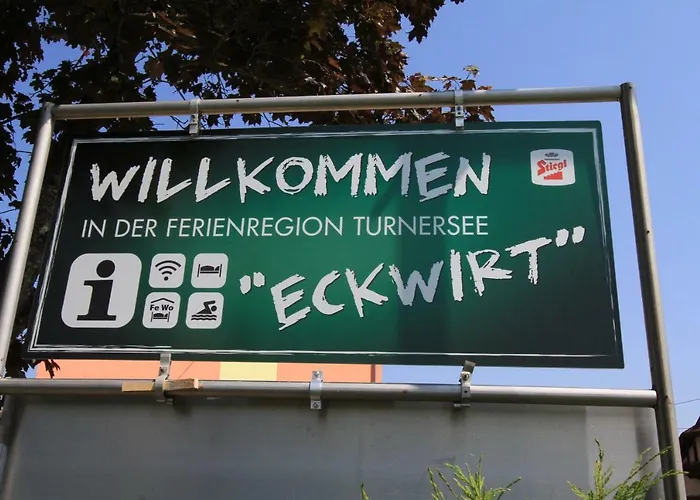 WILLKOMMEN
Stiegl
IN DER FERIENREGION TURNERSEE
i
"ECKWIRT"
Fe Wo